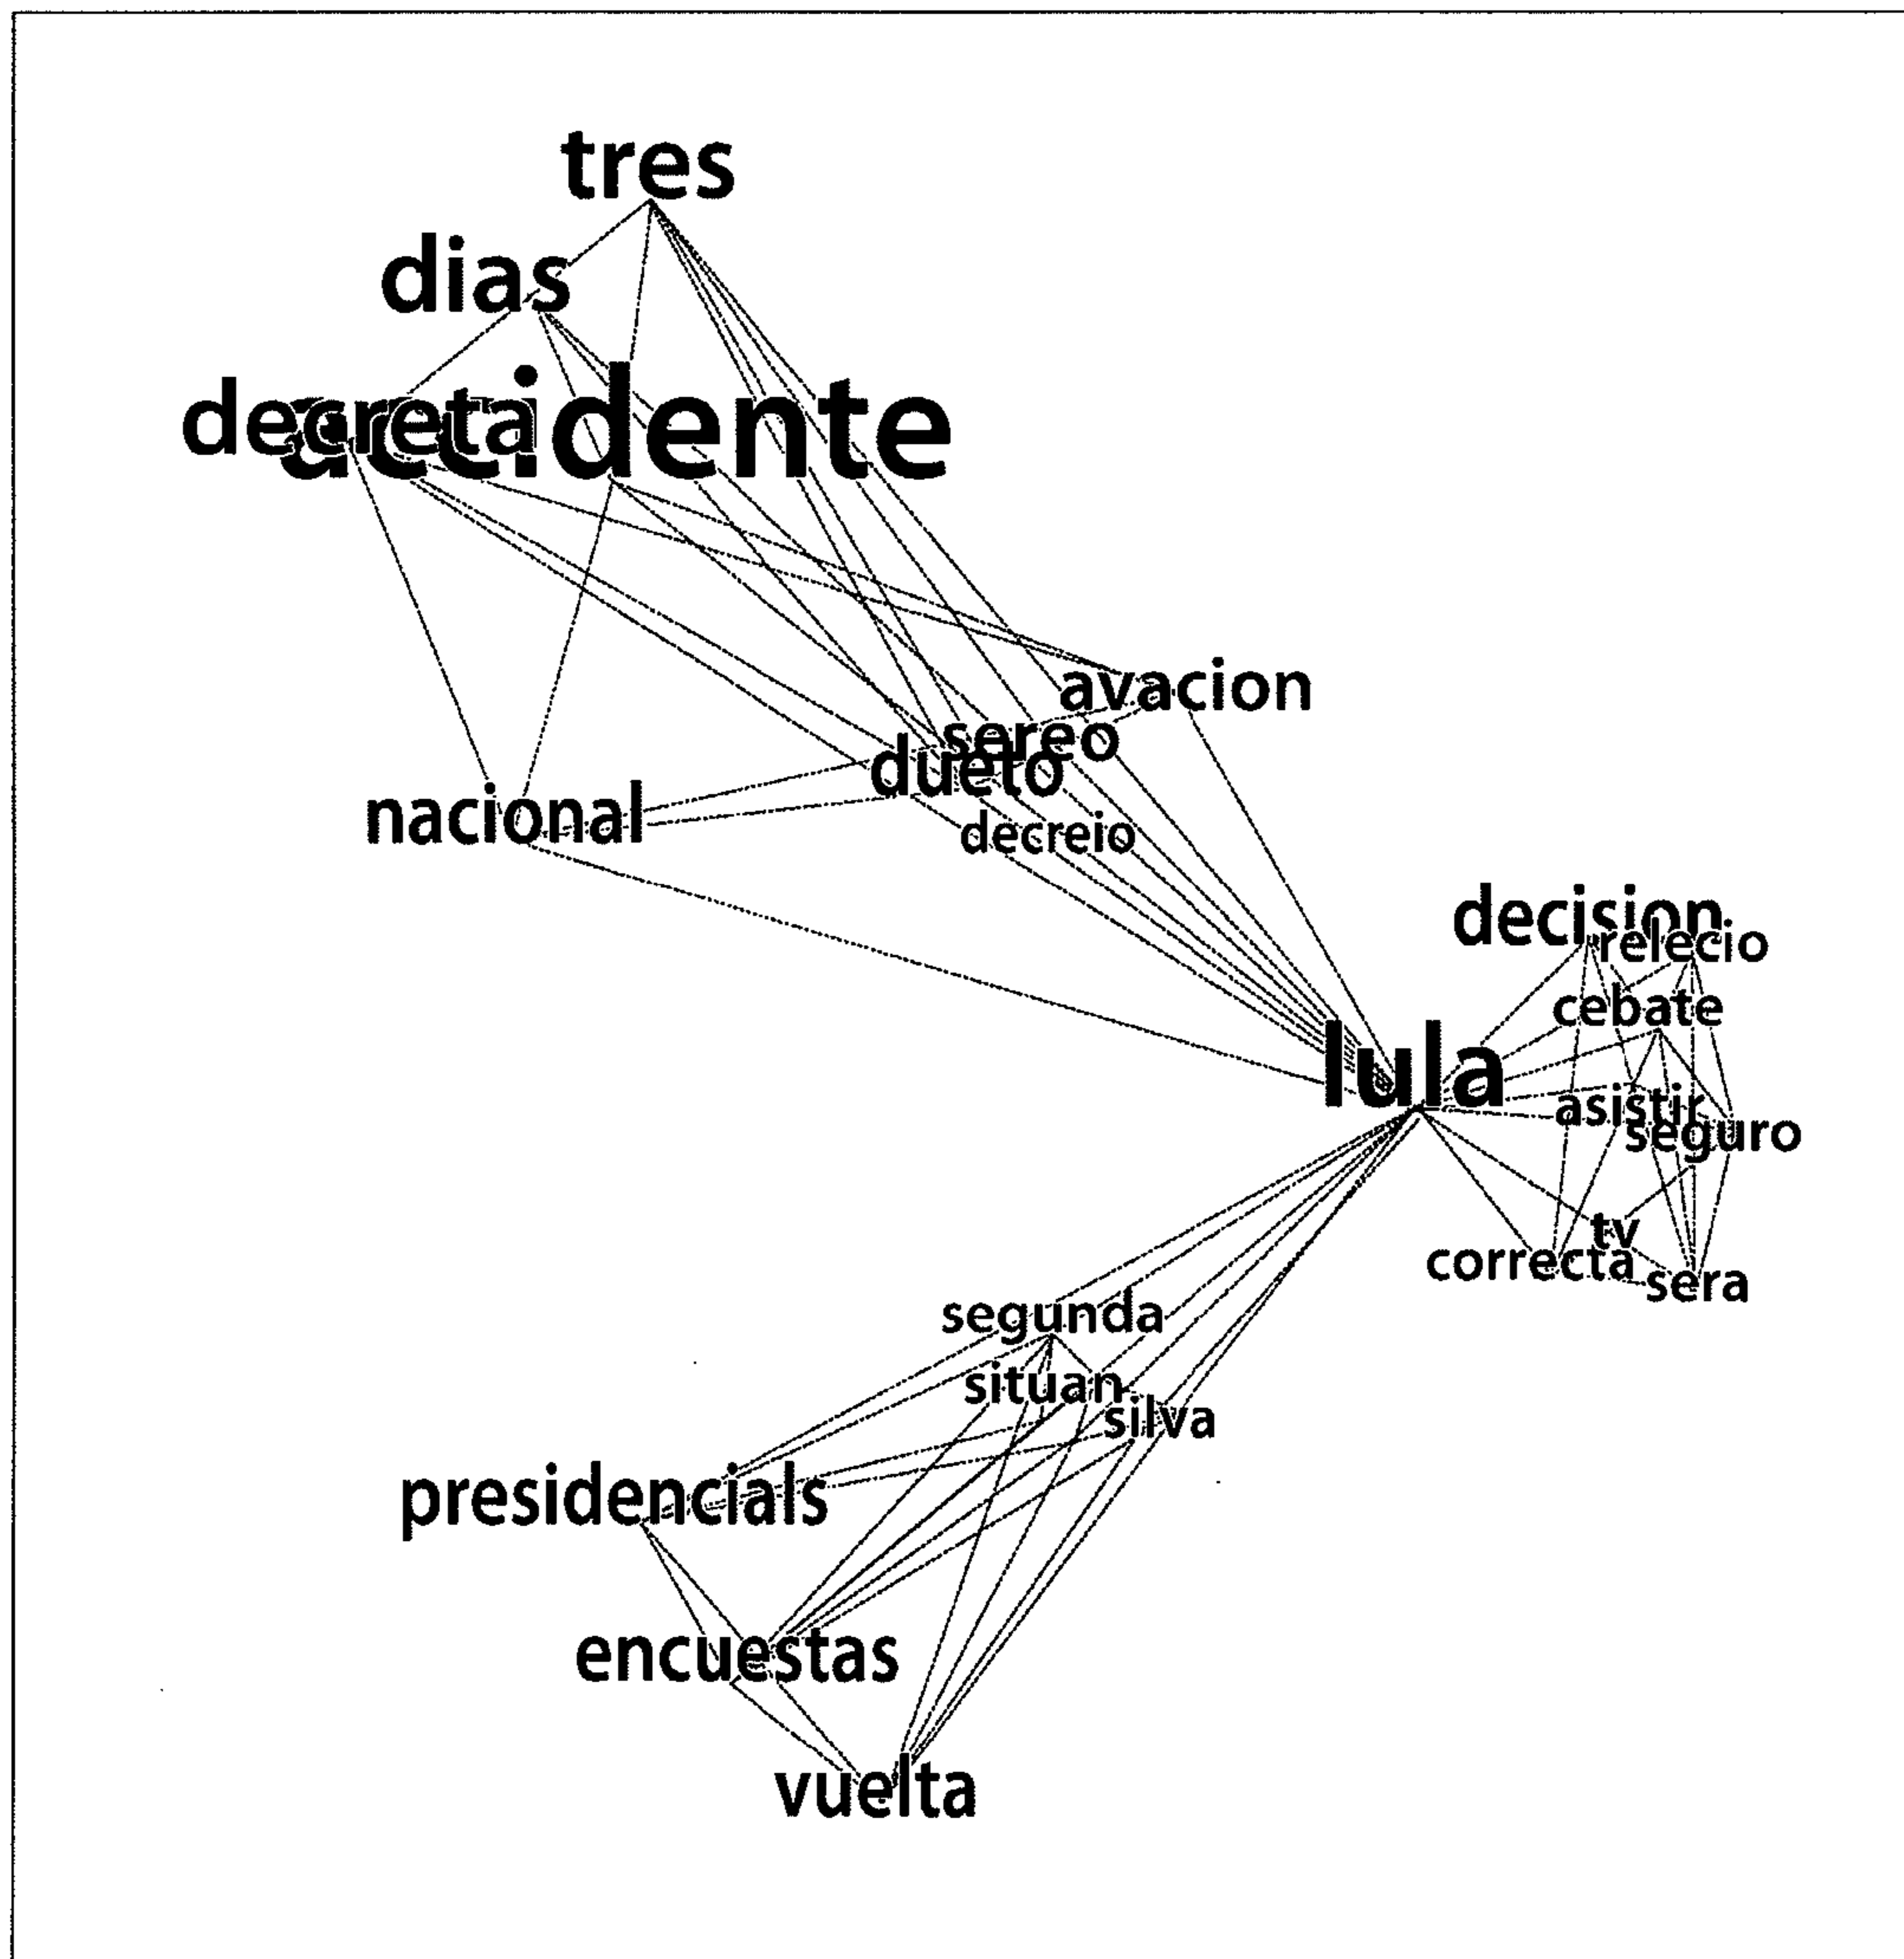 tres
dias
decreta
accidente
avacion
sereo
dueto
nacional
decreio
decision
relecio
cebate
lula
asistir
seguro
tv
correcta
sera
segunda
situan
silva
presidencials
encuestas
vuelta